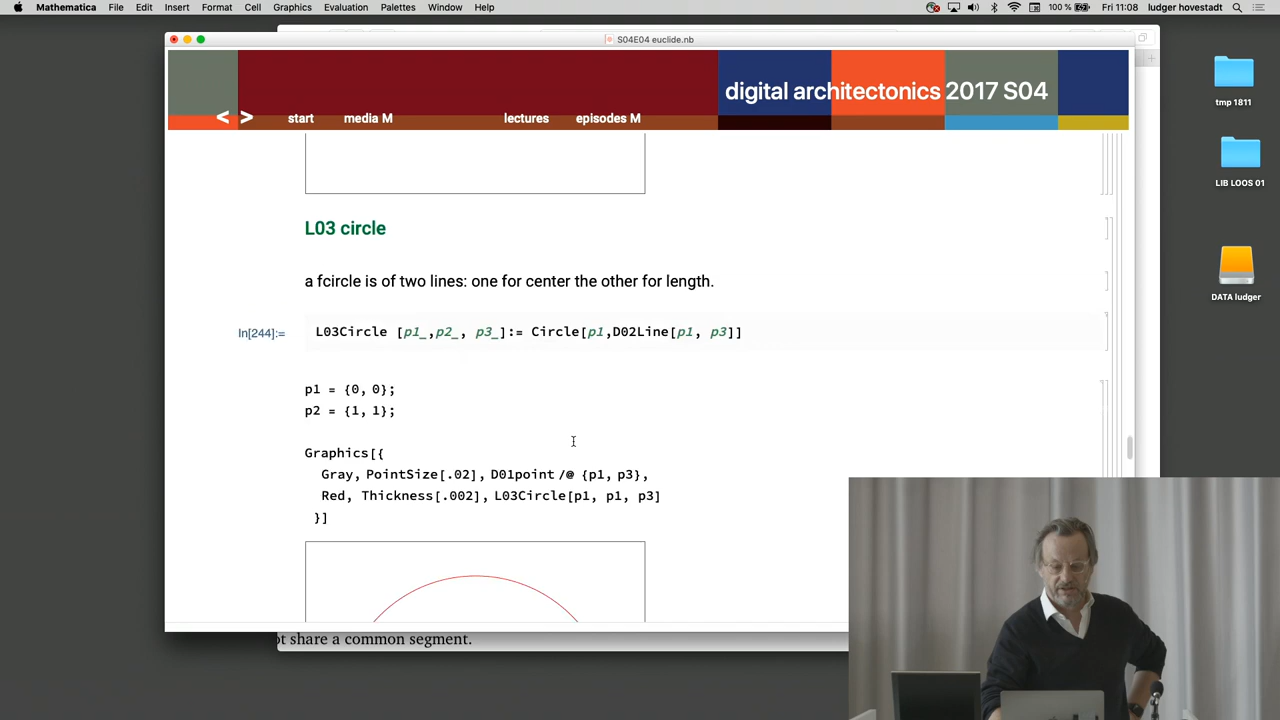 Mathematica File Edit Insert Format Cell Graphics Evaluation Palettes Window Help
100 % Fri 11:08 ludger hovestadt
S04E04 euclide.nb
digital architectonics 2017 S04
< > start media M lectures episodes M
tmp 1811
LIB LOOS 01
DATA ludger
L03 circle
a fcircle is of two lines: one for center the other for length.
In[244]:= L03Circle [p1_,p2_, p3_]:= Circle[p1,D02Line[p1, p3]]
p1 = {0, 0};
p2 = {1, 1};
Graphics[{
Gray, PointSize[.02], D01point /@ {p1, p3},
Red, Thickness[.002], L03Circle[p1, p1, p3]
}]
ot share a common segment.